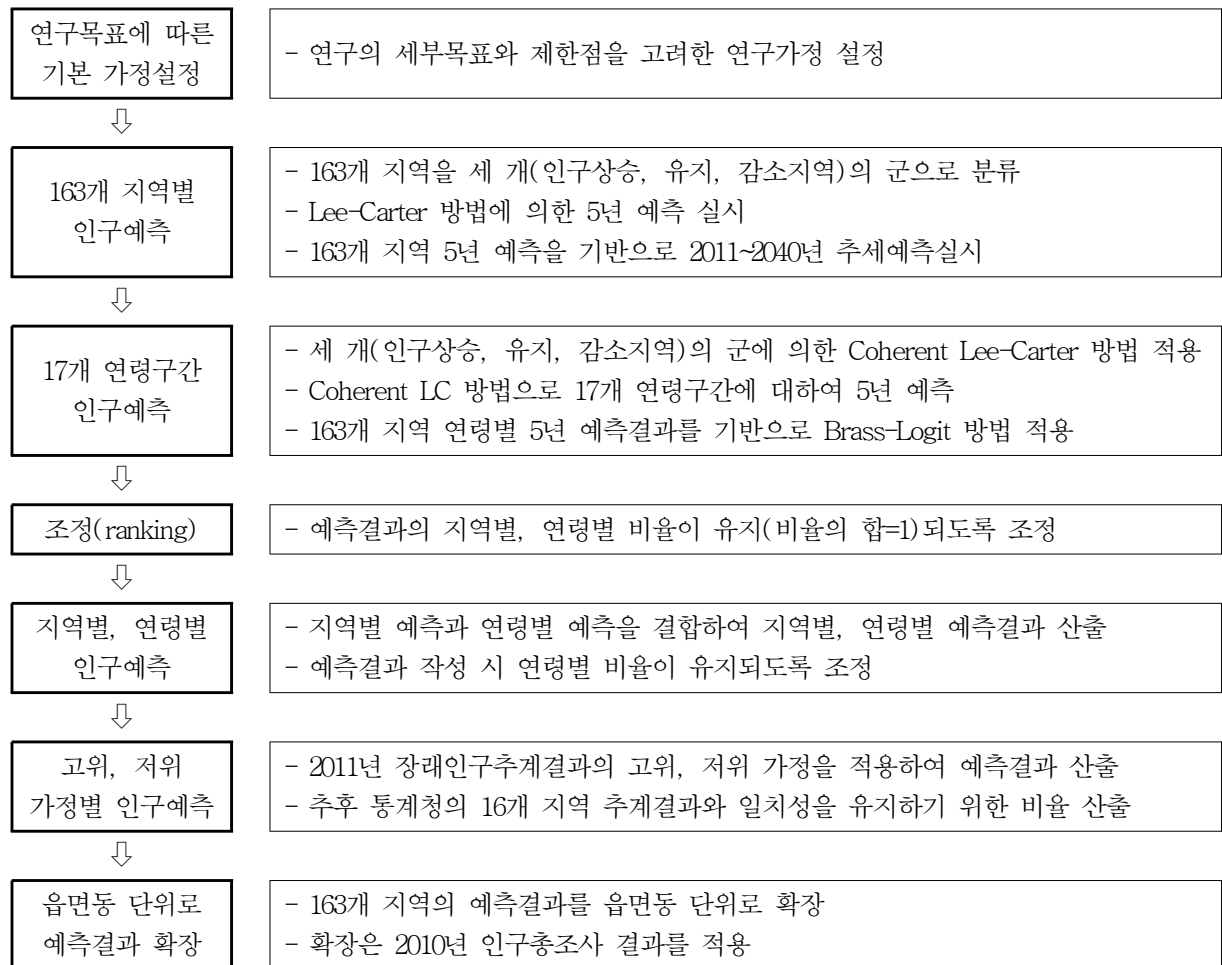 연구목표에 따른
기본 가정설정
- 연구의 세부목표와 제한점을 고려한 연구가정 설정
163개 지역별
인구예측
- 163개 지역을 세 개(인구상승, 유지, 감소지역)의 군으로 분류
- Lee-Carter 방법에 의한 5년 예측 실시
- 163개 지역 5년 예측을 기반으로 2011~2040년 추세예측실시
17개 연령구간
인구예측
- 세 개(인구상승, 유지, 감소지역)의 군에 의한 Coherent Lee-Carter 방법 적용
- Coherent LC 방법으로 17개 연령구간에 대하여 5년 예측
- 163개 지역 연령별 5년 예측결과를 기반으로 Brass-Logit 방법 적용
조정(ranking)
- 예측결과의 지역별, 연령별 비율이 유지(비율의 합=1)되도록 조정
지역별, 연령별
인구예측
- 지역별 예측과 연령별 예측을 결합하여 지역별, 연령별 예측결과 산출
- 예측결과 작성 시 연령별 비율이 유지되도록 조정
고위, 저위
가정별 인구예측
- 2011년 장래인구추계결과의 고위, 저위 가정을 적용하여 예측결과 산출
- 추후 통계청의 16개 지역 추계결과와 일치성을 유지하기 위한 비율 산출
읍면동 단위로
예측결과 확장
- 163개 지역의 예측결과를 읍면동 단위로 확장
- 확장은 2010년 인구총조사 결과를 적용